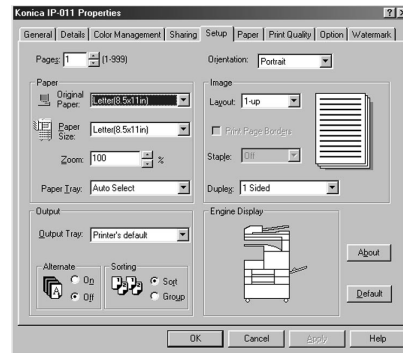 Konica IP-011 Properties
General Details Color Management Sharing Setup Paper Print Quality Option Watermark
Pages: 1 (1-999)
Orientation: Portrait
Paper
Original Paper: Letter(8.5x11in)
Paper Size: Letter(8.5x11in)
Zoom: 100 %
Paper Tray: Auto Select
Image
Layout: 1-up
Print Page Borders
Staple: Off
Duplex: 1 Sided
Output
Output Tray: Printer's default
Alternate
On
Off
Sorting
Sort
Group
Engine Display
About
Default
OK Cancel Apply Help